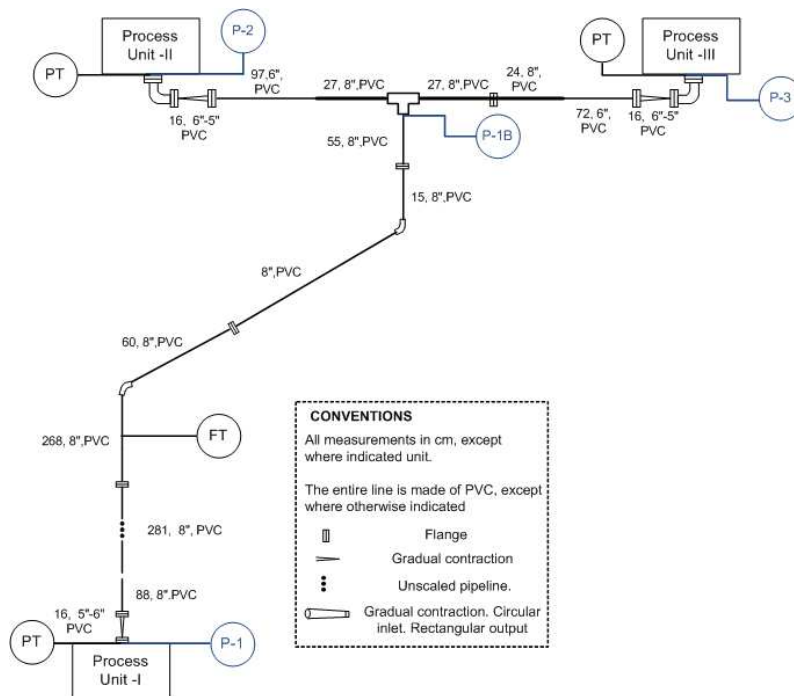 Process
Unit -II
P-2
PT
97,6",
PVC
16,  6"-5"
PVC
27, 8",PVC
27, 8",PVC
24, 8",
PVC
PT
Process
Unit -III
P-3
72, 6",
PVC
16,  6"-5"
PVC
P-1B
55, 8",PVC
15, 8",PVC
8",PVC
60, 8",PVC
268, 8",PVC
FT
281,  8", PVC
88, 8".PVC
16,  5"-6"
PVC
PT
P-1
Process
Unit -I
CONVENTIONS
All measurements in cm, except
where indicated unit.
The entire line is made of PVC, except
where otherwise indicated
Flange
Gradual contraction
Unscaled pipeline.
Gradual contraction. Circular
inlet. Rectangular output